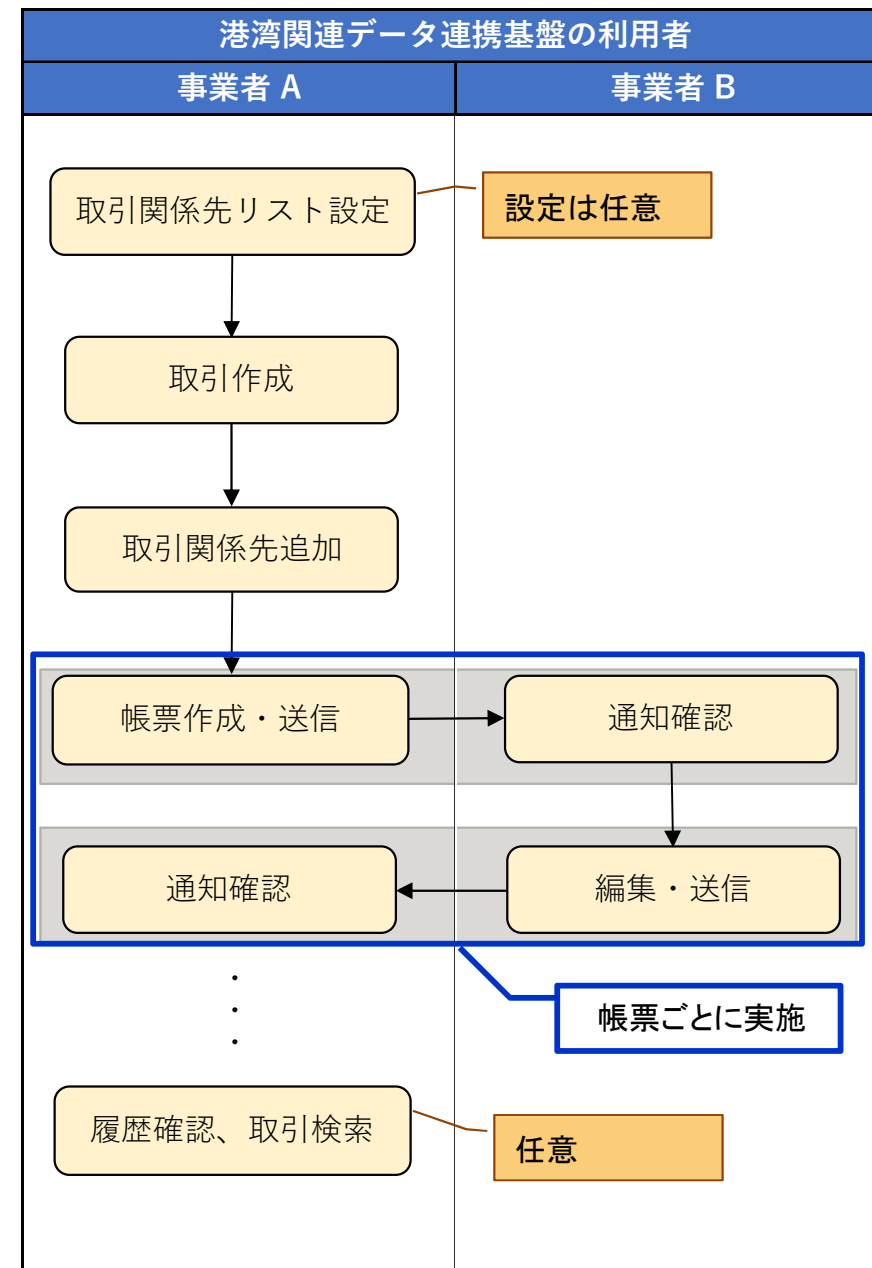 港湾関連データ連携基盤の利用者
事業者 A
事業者 B
取引関係先リスト設定
設定は任意
取引作成
取引関係先追加
帳票作成・送信
通知確認
通知確認
編集・送信
・
・
・
帳票ごとに実施
履歴確認、取引検索
任意